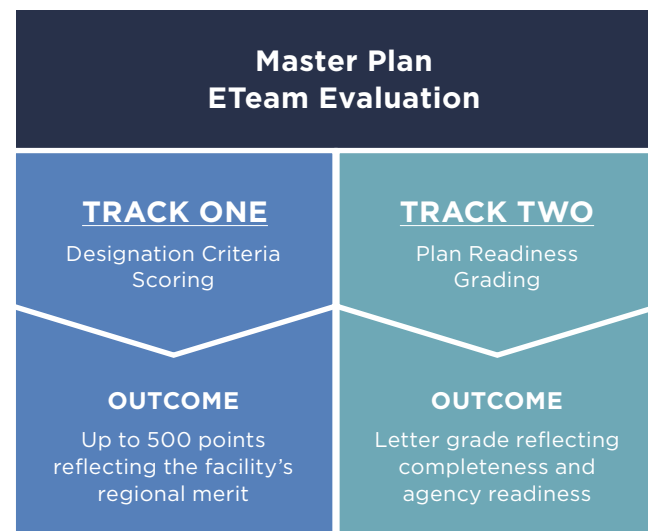 Master Plan
ETeam Evaluation
TRACK ONE
Designation Criteria
Scoring
OUTCOME
Up to 500 points
reflecting the facility’s
regional merit
TRACK TWO
Plan Readiness
Grading
OUTCOME
Letter grade reflecting
completeness and
agency readiness